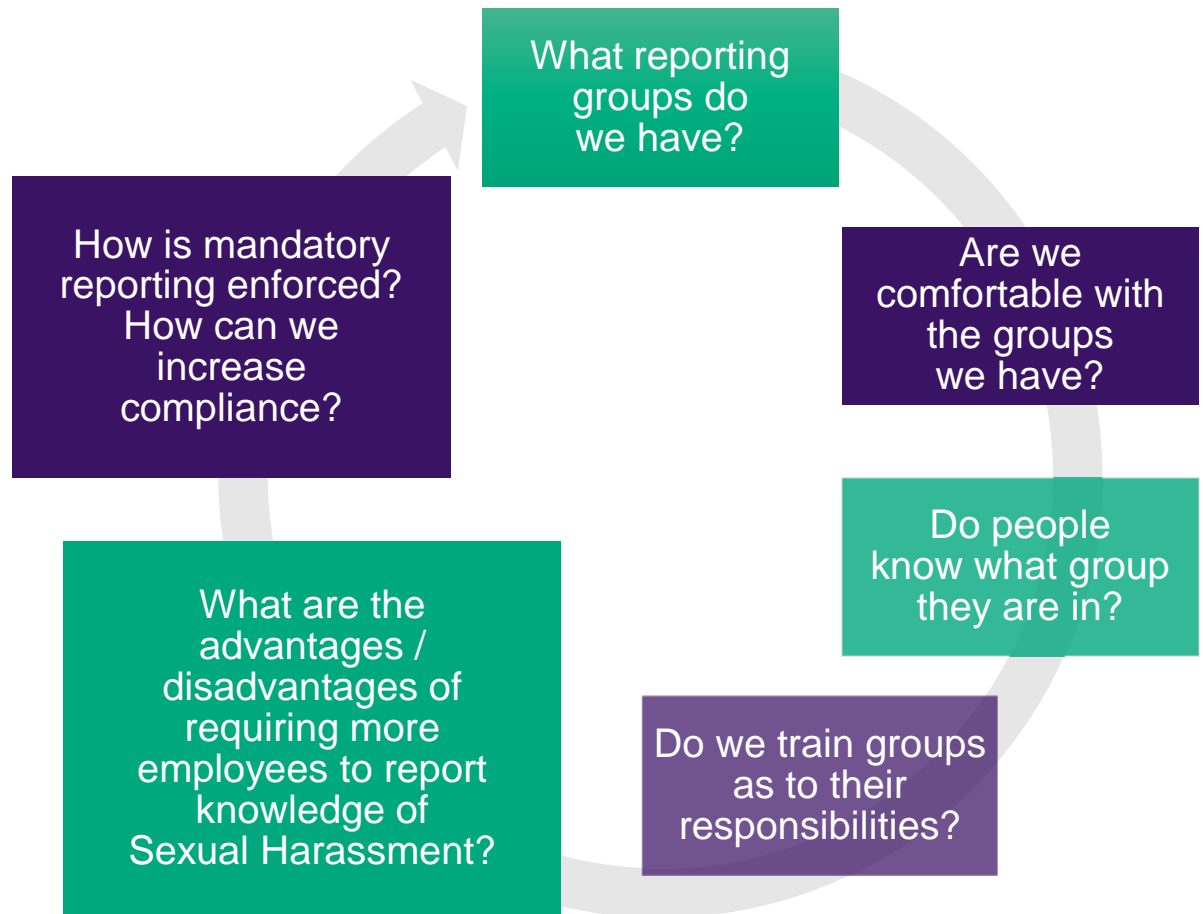 What reporting
groups do
we have?
Are we
comfortable with
the groups
we have?
Do people
know what group
they are in?
Do we train groups
as to their
responsibilities?
What are the
advantages /
disadvantages of
requiring more
employees to report
knowledge of
Sexual Harassment?
How is mandatory
reporting enforced?
How can we
increase
compliance?